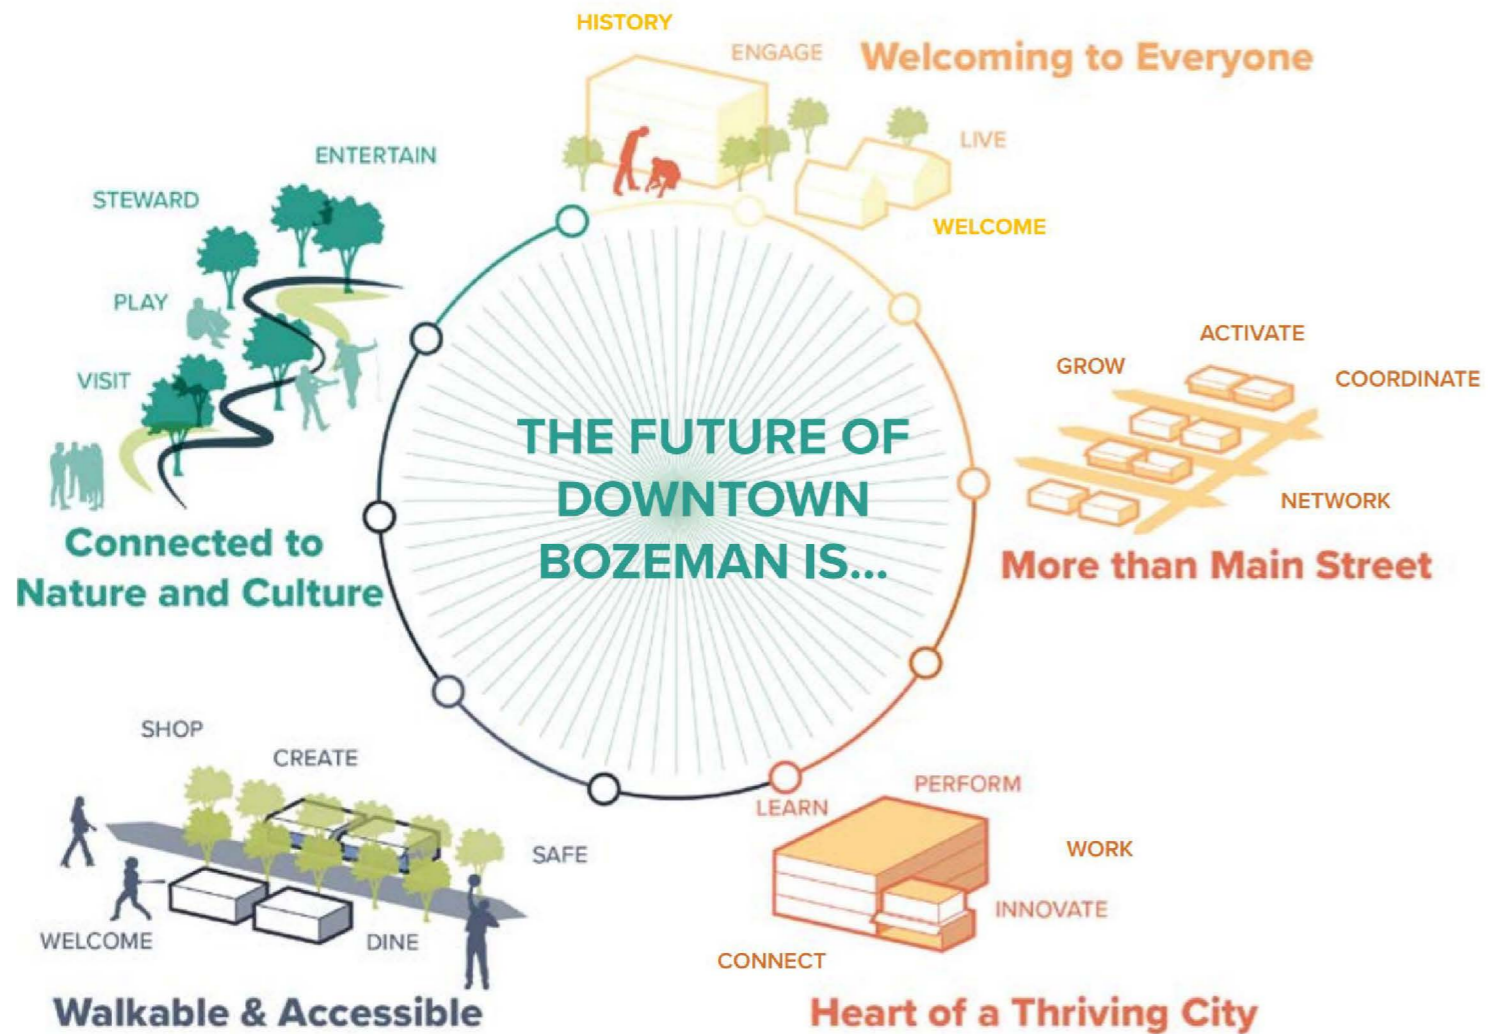 HISTORY
ENGAGE
Welcoming to Everyone
LIVE
WELCOME
ENTERTAIN
STEWARD
PLAY
VISIT
Connected to
Nature and Culture
THE FUTURE OF
DOWNTOWN
BOZEMAN IS...
ACTIVATE
GROW
COORDINATE
NETWORK
More than Main Street
SHOP
CREATE
SAFE
WELCOME
DINE
Walkable & Accessible
LEARN
PERFORM
WORK
INNOVATE
CONNECT
Heart of a Thriving City